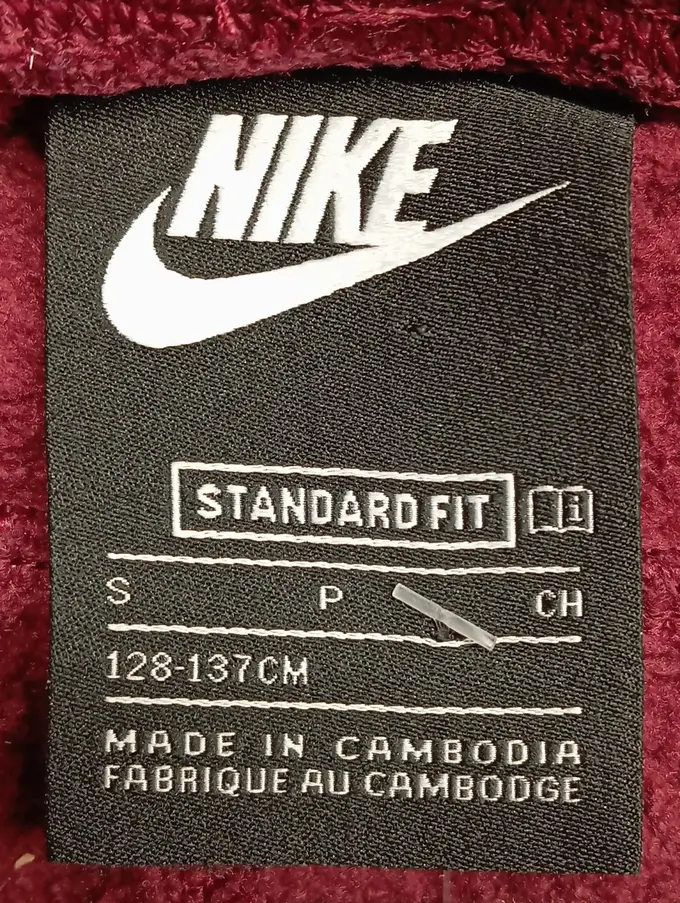 NIKE
STANDARD FIT i
S P CH
128-137CM
MADE IN CAMBODIA
FABRIQUE AU CAMBODGE